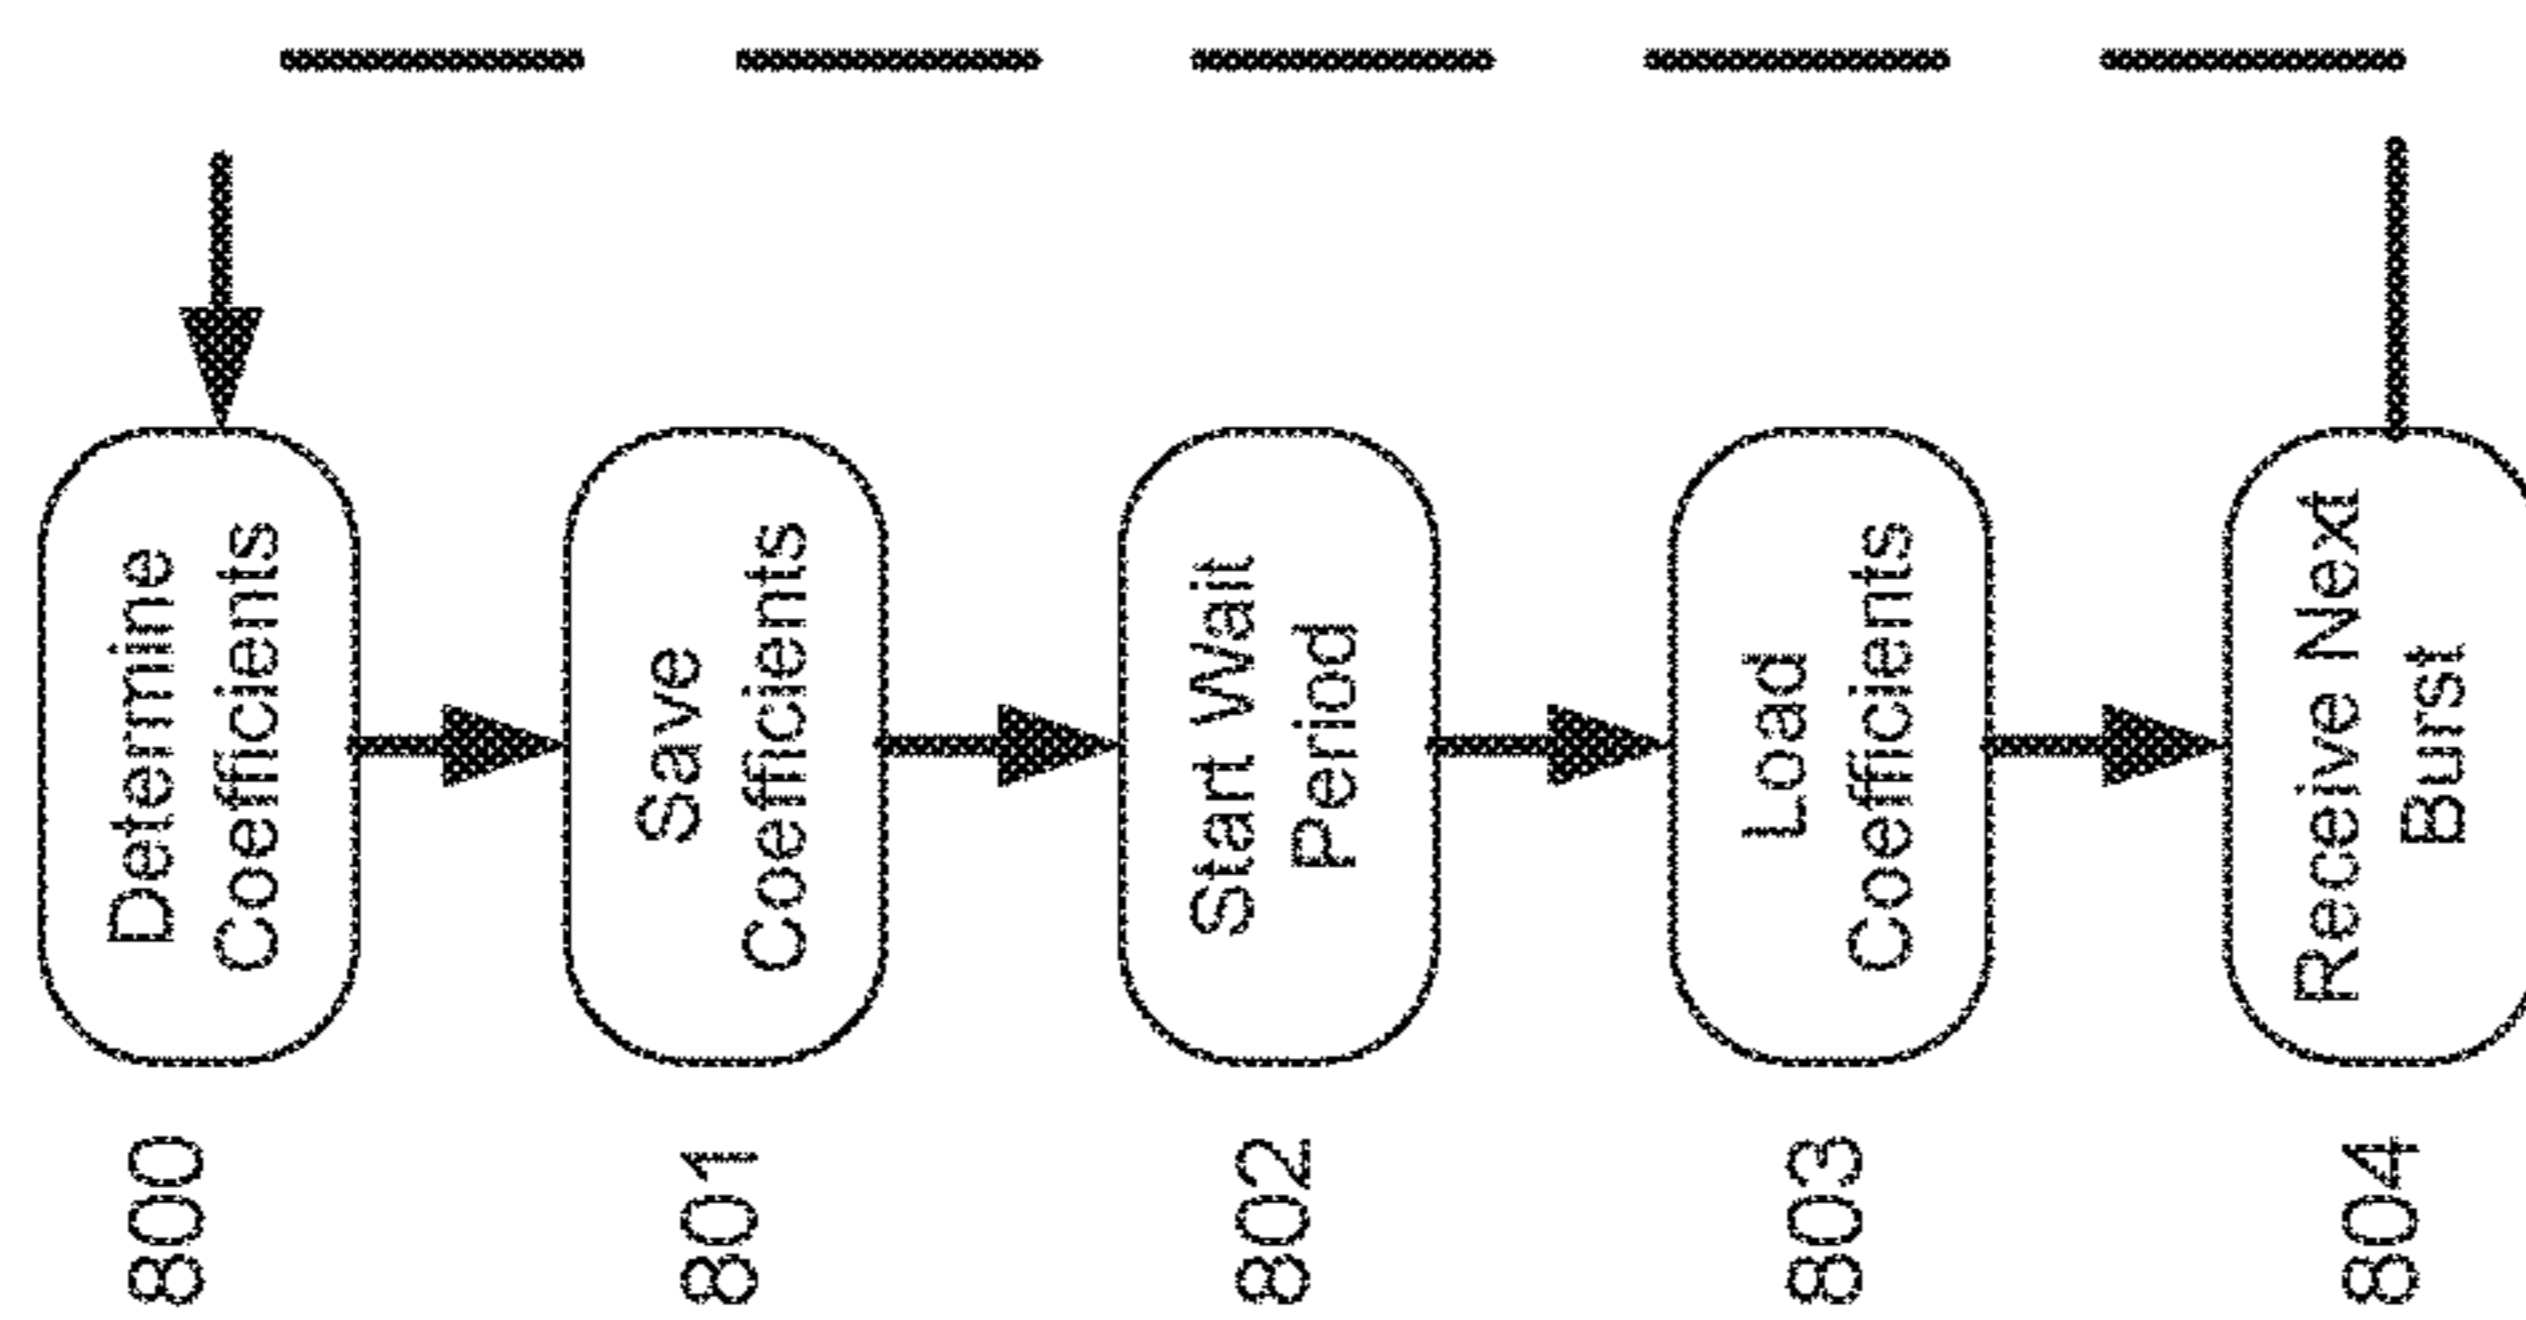 800
Determine
Coefficients
801
Save
Coefficients
802
Start Wait
Period
803
Load
Coefficients
804
Receive Next
Burst